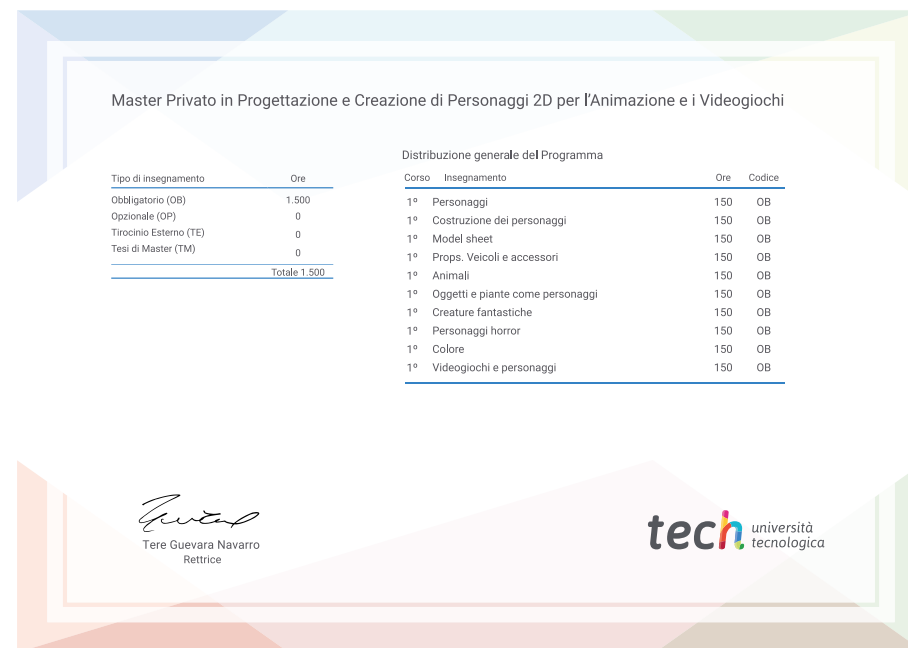 Master Privato in Progettazione e Creazione di Personaggi 2D per l'Animazione e i Videogiochi
Tipo di insegnamento Ore
Obbligatorio (OB) 1.500
Opzionale (OP) 0
Tirocinio Esterno (TE) 0
Tesi di Master (TM) 0
Totale 1.500
Distribuzione generale del Programma
Corso Insegnamento Ore Codice
1º Personaggi 150 OB
1º Costruzione dei personaggi 150 OB
1º Model sheet 150 OB
1º Props. Veicoli e accessori 150 OB
1º Animali 150 OB
1º Oggetti e piante come personaggi 150 OB
1º Creature fantastiche 150 OB
1º Personaggi horror 150 OB
1º Colore 150 OB
1º Videogiochi e personaggi 150 OB
Tere Guevara Navarro
Rettrice
tech università
tecnologica